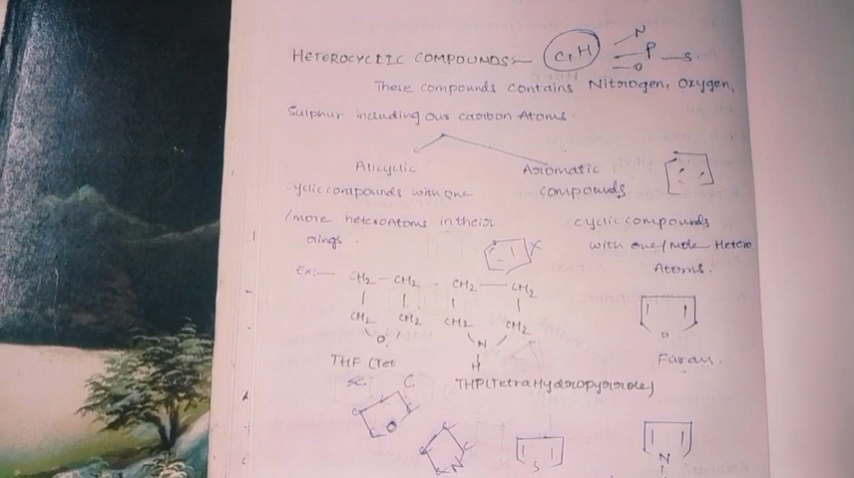 HETEROCYCLIC COMPOUNDS:- C, H N P O S
These compounds contains Nitrogen, Oxygen,
Sulphur including our carbon Atoms.
Alicyclic
cyclic compounds with one
/more heteroAtoms in their
rings.
Aromatic
compounds
cyclic compounds
with one/more Hetero
Atoms.
Ex:-
CH2 - CH2
CH2 CH2
O
THF (Tet
CH2 - CH2
CH2 CH2
N
H
THP(TetraHydropyrrole)
O
Furan.
C
O
N
S
N